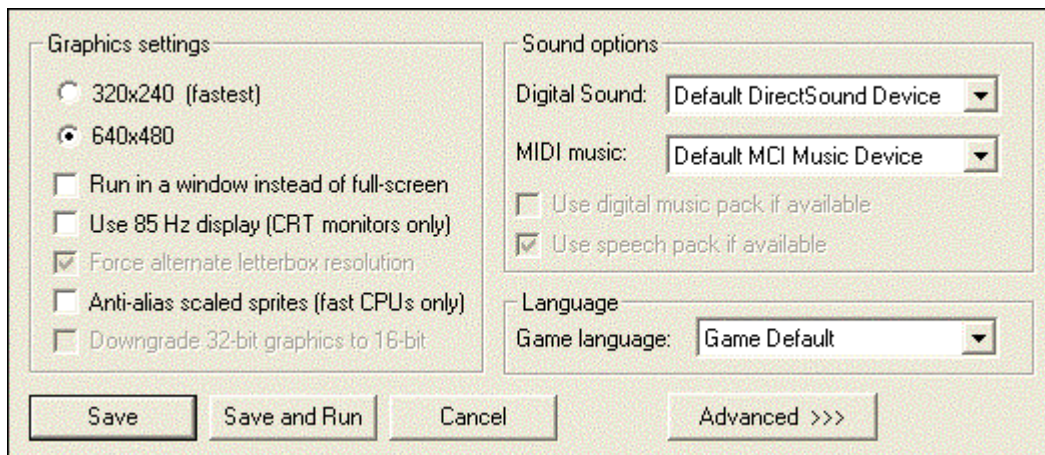 Graphics settings
320x240 (fastest)
640x480
Run in a window instead of full-screen
Use 85 Hz display (CRT monitors only)
Force alternate letterbox resolution
Anti-alias scaled sprites (fast CPUs only)
Downgrade 32-bit graphics to 16-bit
Sound options
Digital Sound: Default DirectSound Device
MIDI music: Default MCI Music Device
Use digital music pack if available
Use speech pack if available
Language
Game language: Game Default
Save
Save and Run
Cancel
Advanced >>>